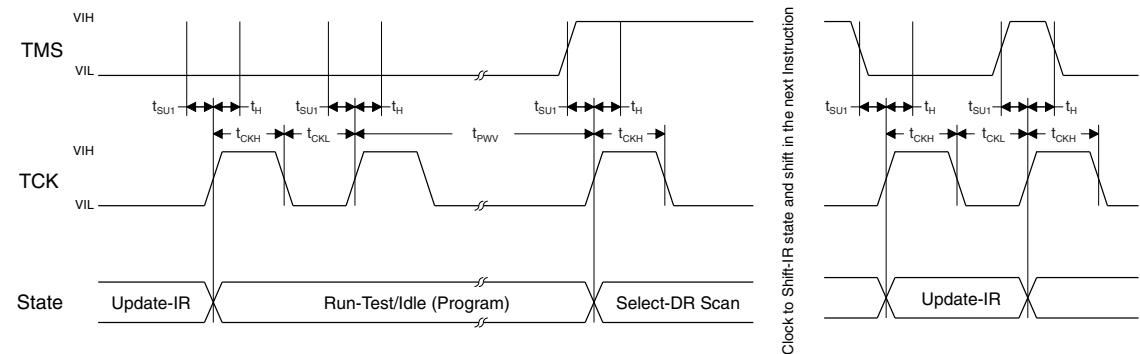 VIH
TMS
VIL
tSU1 tH tSU1 tH tSU1 tH tSU1 tH tSU1 tH
tCKH tCKL tPWV tCKH tCKH tCKL tCKH
VIH
TCK
VIL
State Update-IR Run-Test/Idle (Program) Select-DR Scan Update-IR
Clock to Shift-IR state and shift in the next Instruction